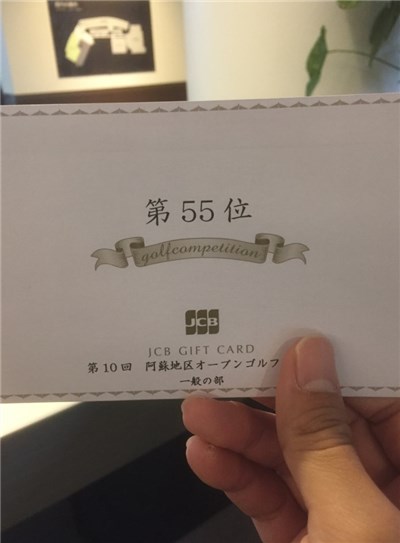 第55位
golfcompetition
JCB
JCB GIFT CARD
第10回 阿蘇地区オープンゴルフ
一般の部